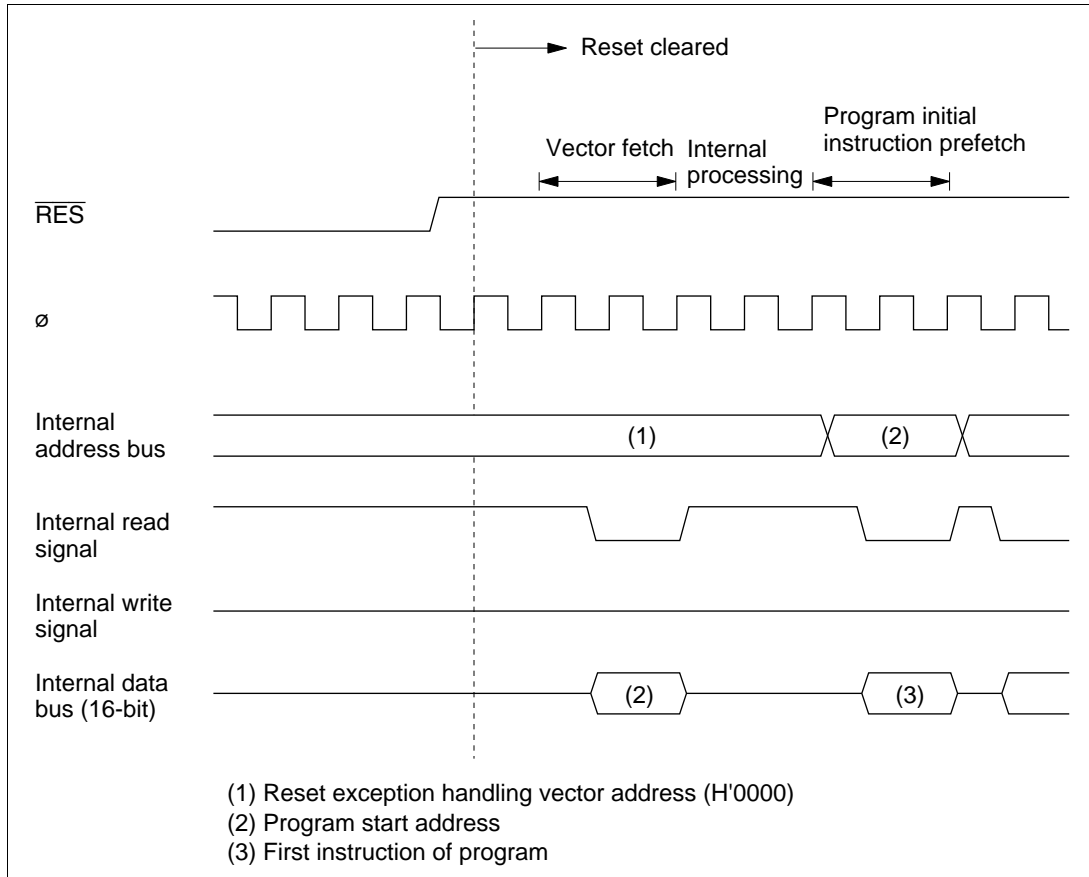 Reset cleared
Program initial
instruction prefetch
Vector fetch
Internal
processing
R̅E̅S̅
ø
Internal
address bus
(1)
(2)
Internal read
signal
Internal write
signal
Internal data
bus (16-bit)
(2)
(3)
(1) Reset exception handling vector address (H'0000)
(2) Program start address
(3) First instruction of program